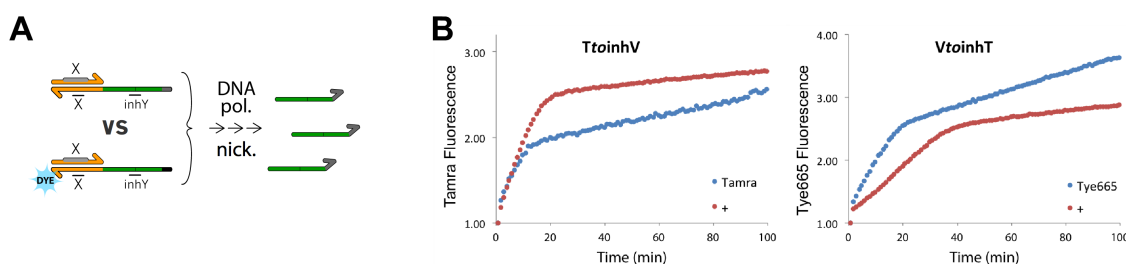 A
X
X
inhY
VS
X
DYE
X
inhY
DNA
pol.
nick.
B
TtoinhV
Tamra Fluorescence
3.00
2.00
1.00
0
20
40
60
80
100
Time (min)
Tamra
+
VtoinhT
Tye665 Fluorescence
4.00
3.00
2.00
1.00
0
20
40
60
80
100
Time (min)
Tye665
+